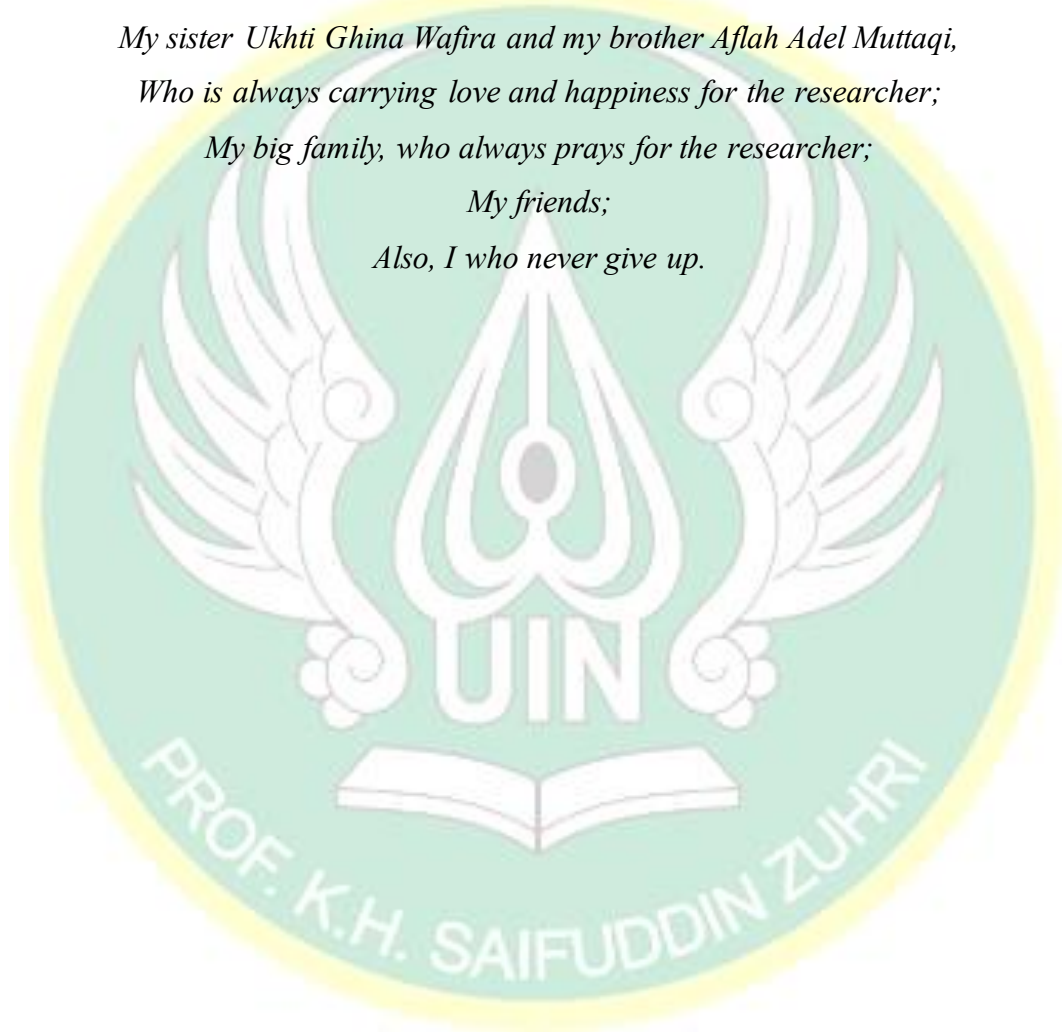 My sister Ukhti Ghina Wafira and my brother Aflah Adel Muttaqi,
Who is always carrying love and happiness for the researcher;
My big family, who always prays for the researcher;
My friends;
Also, I who never give up.
UIN
PROF. K.H. SAIFUDDIN ZUHRI